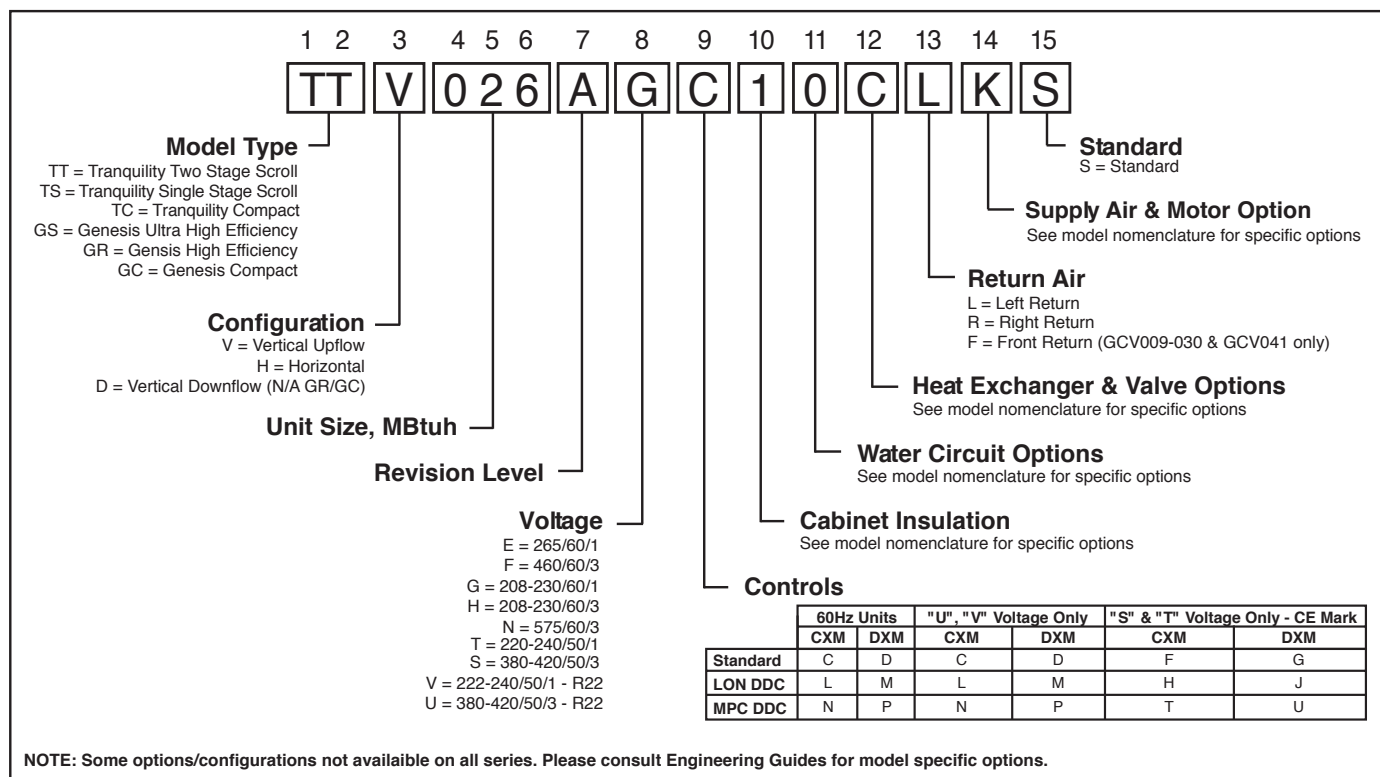 1 2 3 4 5 6 7 8 9 10 11 12 13 14 15
TT V 0 2 6 A G C 1 0 C L K S
Model Type
TT = Tranquility Two Stage Scroll
TS = Tranquility Single Stage Scroll
TC = Tranquility Compact
GS = Genesis Ultra High Efficiency
GR = Gensis High Efficiency
GC = Genesis Compact
Configuration
V = Vertical Upflow
H = Horizontal
D = Vertical Downflow (N/A GR/GC)
Unit Size, MBtuh
Revision Level
Voltage
E = 265/60/1
F = 460/60/3
G = 208-230/60/1
H = 208-230/60/3
N = 575/60/3
T = 220-240/50/1
S = 380-420/50/3
V = 222-240/50/1 - R22
U = 380-420/50/3 - R22
Standard
S = Standard
Supply Air & Motor Option
See model nomenclature for specific options
Return Air
L = Left Return
R = Right Return
F = Front Return (GCV009-030 & GCV041 only)
Heat Exchanger & Valve Options
See model nomenclature for specific options
Water Circuit Options
See model nomenclature for specific options
Cabinet Insulation
See model nomenclature for specific options
Controls
60Hz Units "U", "V" Voltage Only "S" & "T" Voltage Only - CE Mark
CXM DXM CXM DXM CXM DXM
Standard C D C D F G
LON DDC L M L M H J
MPC DDC N P N P T U
NOTE: Some options/configurations not availaible on all series. Please consult Engineering Guides for model specific options.